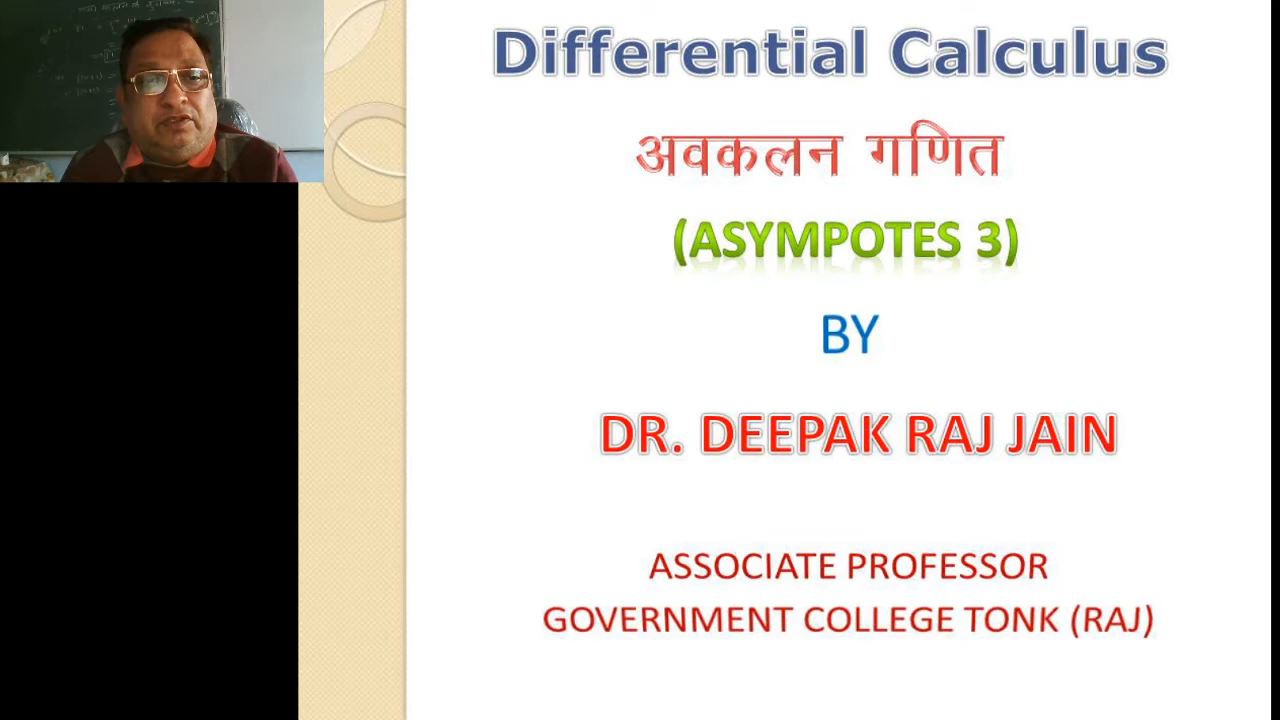 Differential Calculus
अवकलन गणित
(ASYMPOTES 3)
BY
DR. DEEPAK RAJ JAIN
ASSOCIATE PROFESSOR
GOVERNMENT COLLEGE TONK (RAJ)